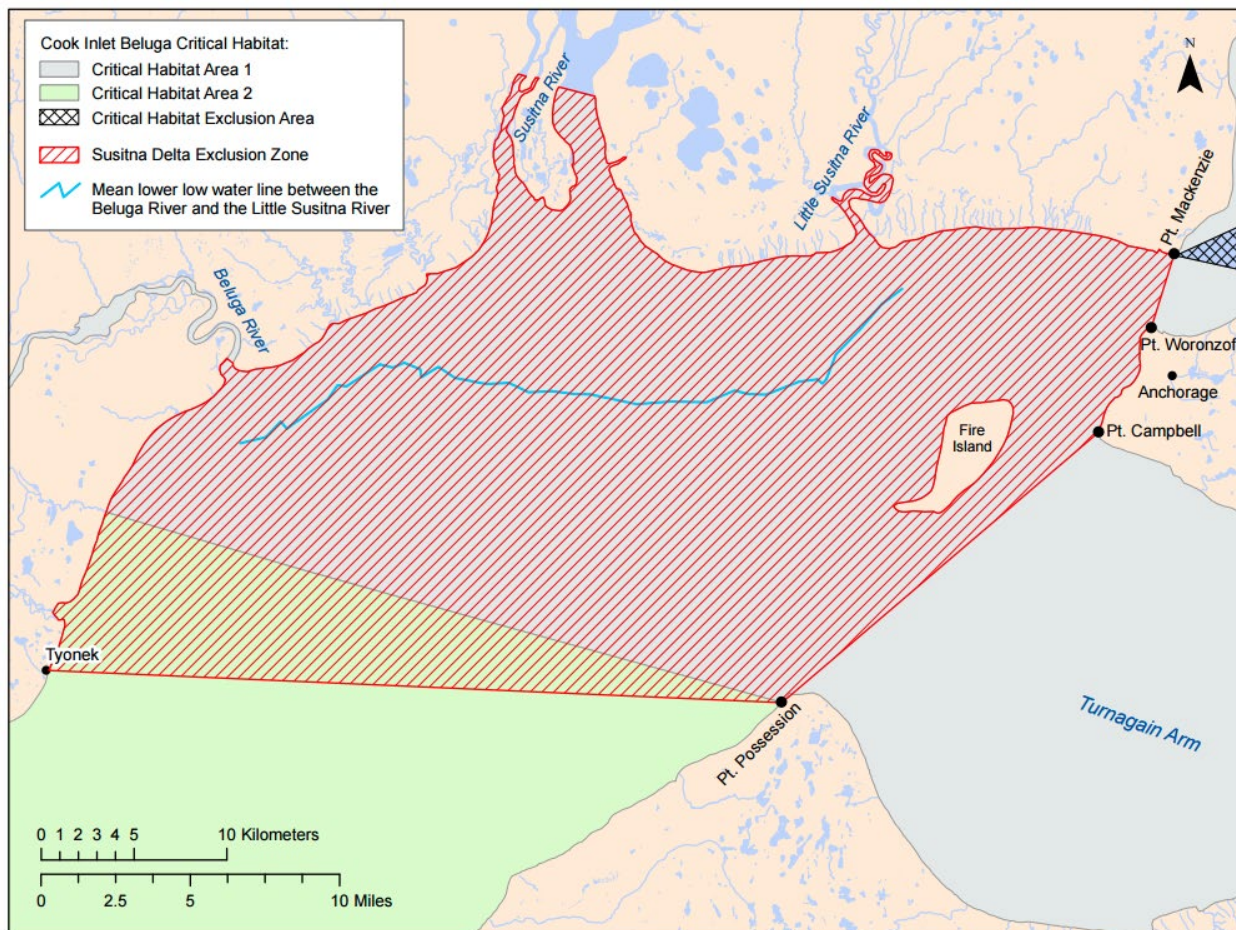 Cook Inlet Beluga Critical Habitat:
Critical Habitat Area 1
Critical Habitat Area 2
Critical Habitat Exclusion Area
Susitna Delta Exclusion Zone
Mean lower low water line between the
Beluga River and the Little Susitna River
Susitna River
Little Susitna River
N
Pt. Mackenzie
Beluga River
Pt. Woronzof
Anchorage
Fire
Island
Pt. Campbell
Tyonek
Pt. Possession
Turnagain Arm
0 1 2 3 4 5 10 Kilometers
0 2.5 5 10 Miles